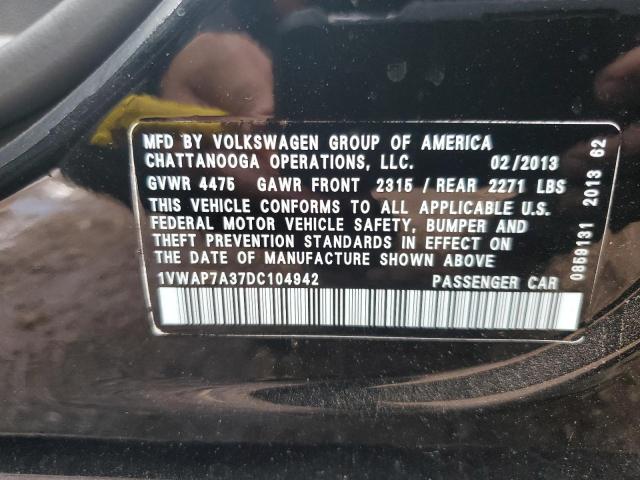 MFD BY VOLKSWAGEN GROUP OF AMERICA
CHATTANOOGA OPERATIONS, LLC. 02/2013
GVWR 4475 GAWR FRONT 2315 / REAR 2271 LBS
THIS VEHICLE CONFORMS TO ALL APPLICABLE U.S.
FEDERAL MOTOR VEHICLE SAFETY, BUMPER AND
THEFT PREVENTION STANDARDS IN EFFECT ON
THE DATE OF MANUFACTURE SHOWN ABOVE
1VWAP7A37DC104942 PASSENGER CAR
0869131 2013 62